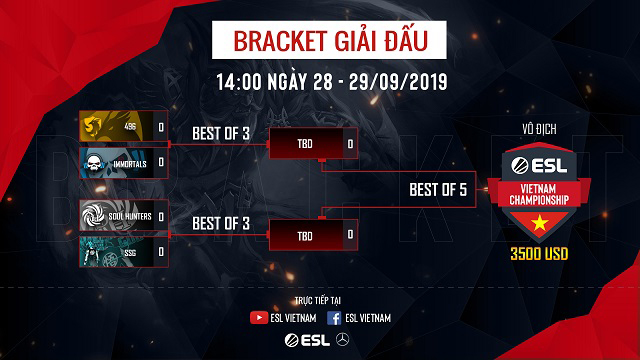 BRACKET GIẢI ĐẤU
14:00 NGÀY 28 - 29/09/2019
496 0
IMMORTALS 0
BEST OF 3
TBD 0
SOUL HUNTERS 0
SSG 0
BEST OF 3
TBD 0
BEST OF 5
VÔ ĐỊCH
ESL
VIETNAM
CHAMPIONSHIP
3500 USD
TRỰC TIẾP TẠI
ESL VIETNAM ESL VIETNAM
ESL